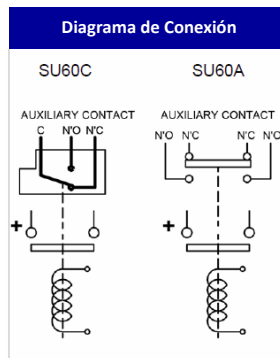 Diagrama de Conexión
SU60C SU60A
AUXILIARY CONTACT AUXILIARY CONTACT
C N'O N'C N'O N'C N'C N'O
+ +